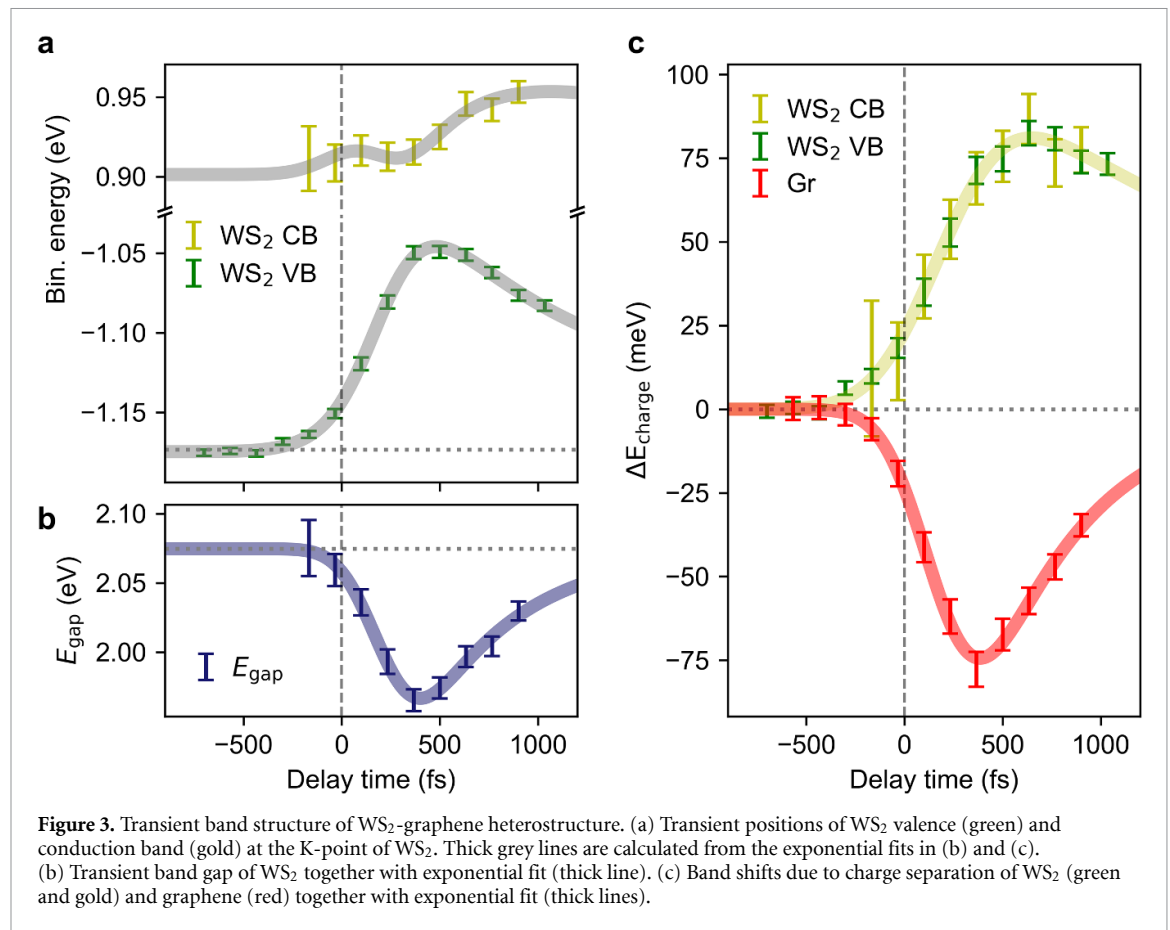 a
Bin. energy (eV)
0.95
0.90
−1.05
−1.10
−1.15
WS₂ CB
WS₂ VB
b
E_gap (eV)
2.10
2.05
2.00
E_gap
−500 0 500 1000
Delay time (fs)
c
ΔE_charge (meV)
100
75
50
25
0
−25
−50
−75
WS₂ CB
WS₂ VB
Gr
−500 0 500 1000
Delay time (fs)
Figure 3. Transient band structure of WS₂-graphene heterostructure. (a) Transient positions of WS₂ valence (green) and
conduction band (gold) at the K-point of WS₂. Thick grey lines are calculated from the exponential fits in (b) and (c).
(b) Transient band gap of WS₂ together with exponential fit (thick line). (c) Band shifts due to charge separation of WS₂ (green
and gold) and graphene (red) together with exponential fit (thick lines).